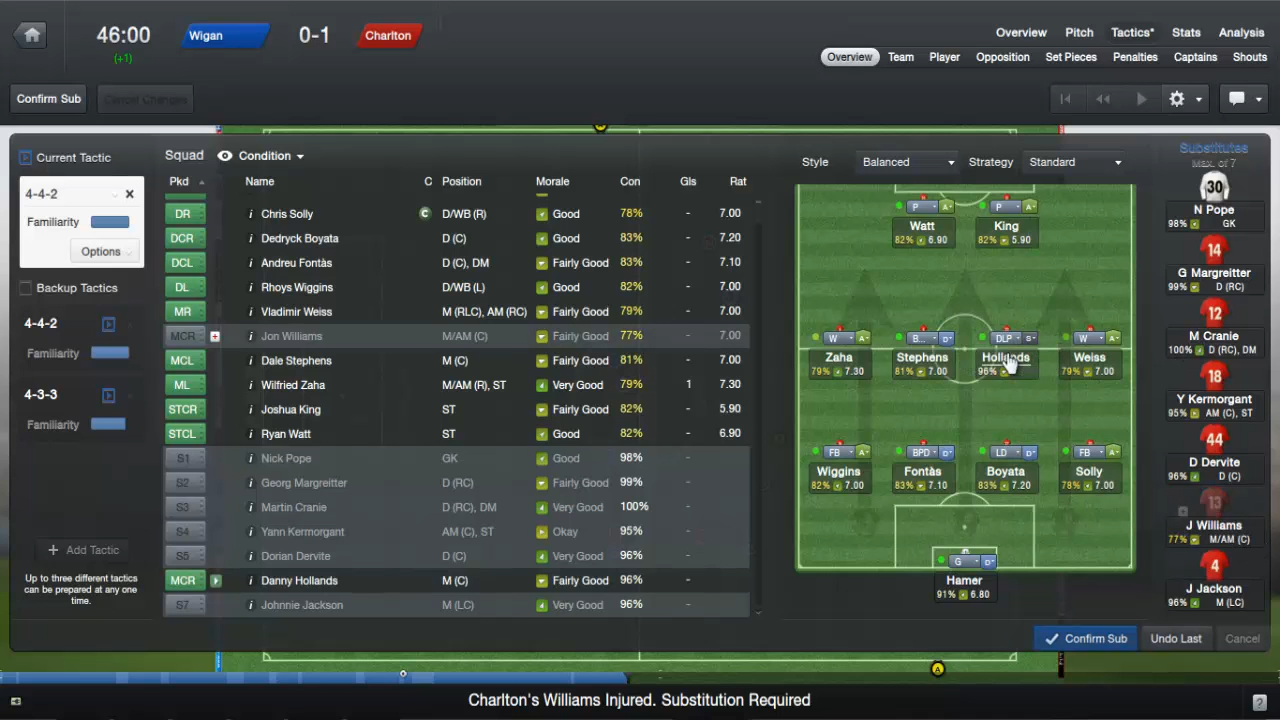 46:00
(+1)
Wigan
0-1
Charlton
Overview Pitch Tactics* Stats Analysis
Overview Team Player Opposition Set Pieces Penalties Captains Shouts
Confirm Sub
Cancel Changes
Current Tactic
4-4-2
Familiarity
Options
Backup Tactics
4-4-2
Familiarity
4-3-3
Familiarity
Add Tactic
Up to three different tactics
can be prepared at any one
time.
Squad Condition
Pkd Name C Position Morale Con Gls Rat
DR i Chris Solly C D/WB (R) Good 78% - 7.00
DCR i Dedryck Boyata D (C) Good 83% - 7.20
DCL i Andreu Fontàs D (C), DM Fairly Good 83% - 7.10
DL i Rhoys Wiggins D/WB (L) Good 82% - 7.00
MR i Vladimir Weiss M (RLC), AM (RC) Fairly Good 79% - 7.00
MCR i Jon Williams M/AM (C) Fairly Good 77% - 7.00
MCL i Dale Stephens M (C) Fairly Good 81% - 7.00
ML i Wilfried Zaha M/AM (R), ST Very Good 79% 1 7.30
STCR i Joshua King ST Fairly Good 82% - 5.90
STCL i Ryan Watt ST Good 82% - 6.90
S1 i Nick Pope GK Good 98% -
S2 i Georg Margreitter D (RC) Fairly Good 99% -
S3 i Martin Cranie D (RC), DM Fairly Good 100% -
S4 i Yann Kermorgant AM (C), ST Okay 95% -
S5 i Dorian Dervite D (C) Very Good 96% -
MCR i Danny Hollands M (C) Fairly Good 96% -
S7 i Johnnie Jackson M (LC) Very Good 96% -
Style Balanced Strategy Standard
P A P A
Watt King
82% 6.90 82% 5.90
W A B... D DLP S W A
Zaha Stephens Hollands Weiss
79% 7.30 81% 7.00 96% 79% 7.00
FB A BPD D LD D FB A
Wiggins Fontàs Boyata Solly
82% 7.00 83% 7.10 83% 7.20 78% 7.00
G D
Hamer
91% 6.80
Substitutes
Max. of 7
30
N Pope
98% GK
14
G Margreitter
99% D (RC)
12
M Cranie
100% D (RC), DM
18
Y Kermorgant
95% AM (C), ST
44
D Dervite
96% D (C)
13
J Williams
77% M/AM (C)
4
J Jackson
96% M (LC)
Confirm Sub Undo Last Cancel
A
Charlton's Williams Injured. Substitution Required
?